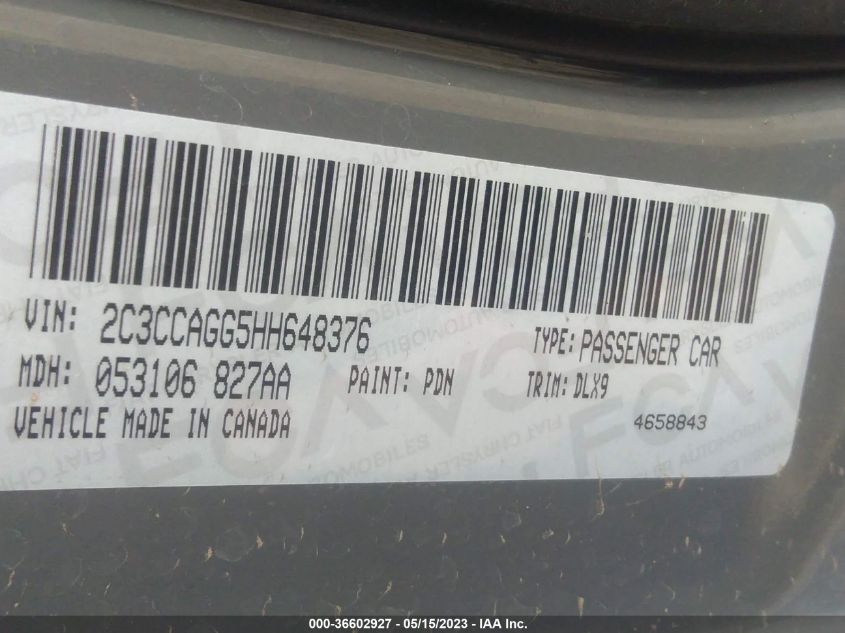 VIN: 2C3CCAGG5HH648376 TYPE: PASSENGER CAR
MDH: 053106 827AA PAINT: PDN TRIM: DLX9
VEHICLE MADE IN CANADA 4658843
000-36602927 - 05/15/2023 - IAA Inc.